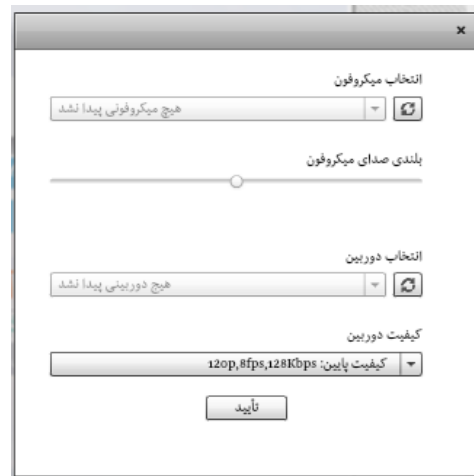 انتخاب میکروفون
هیچ میکروفونی پیدا نشد
بلندی صدای میکروفون
انتخاب دوربین
هیچ دوربینی پیدا نشد
کیفیت دوربین
کیفیت پایین: 120p,8fps,128Kbps
تأیید